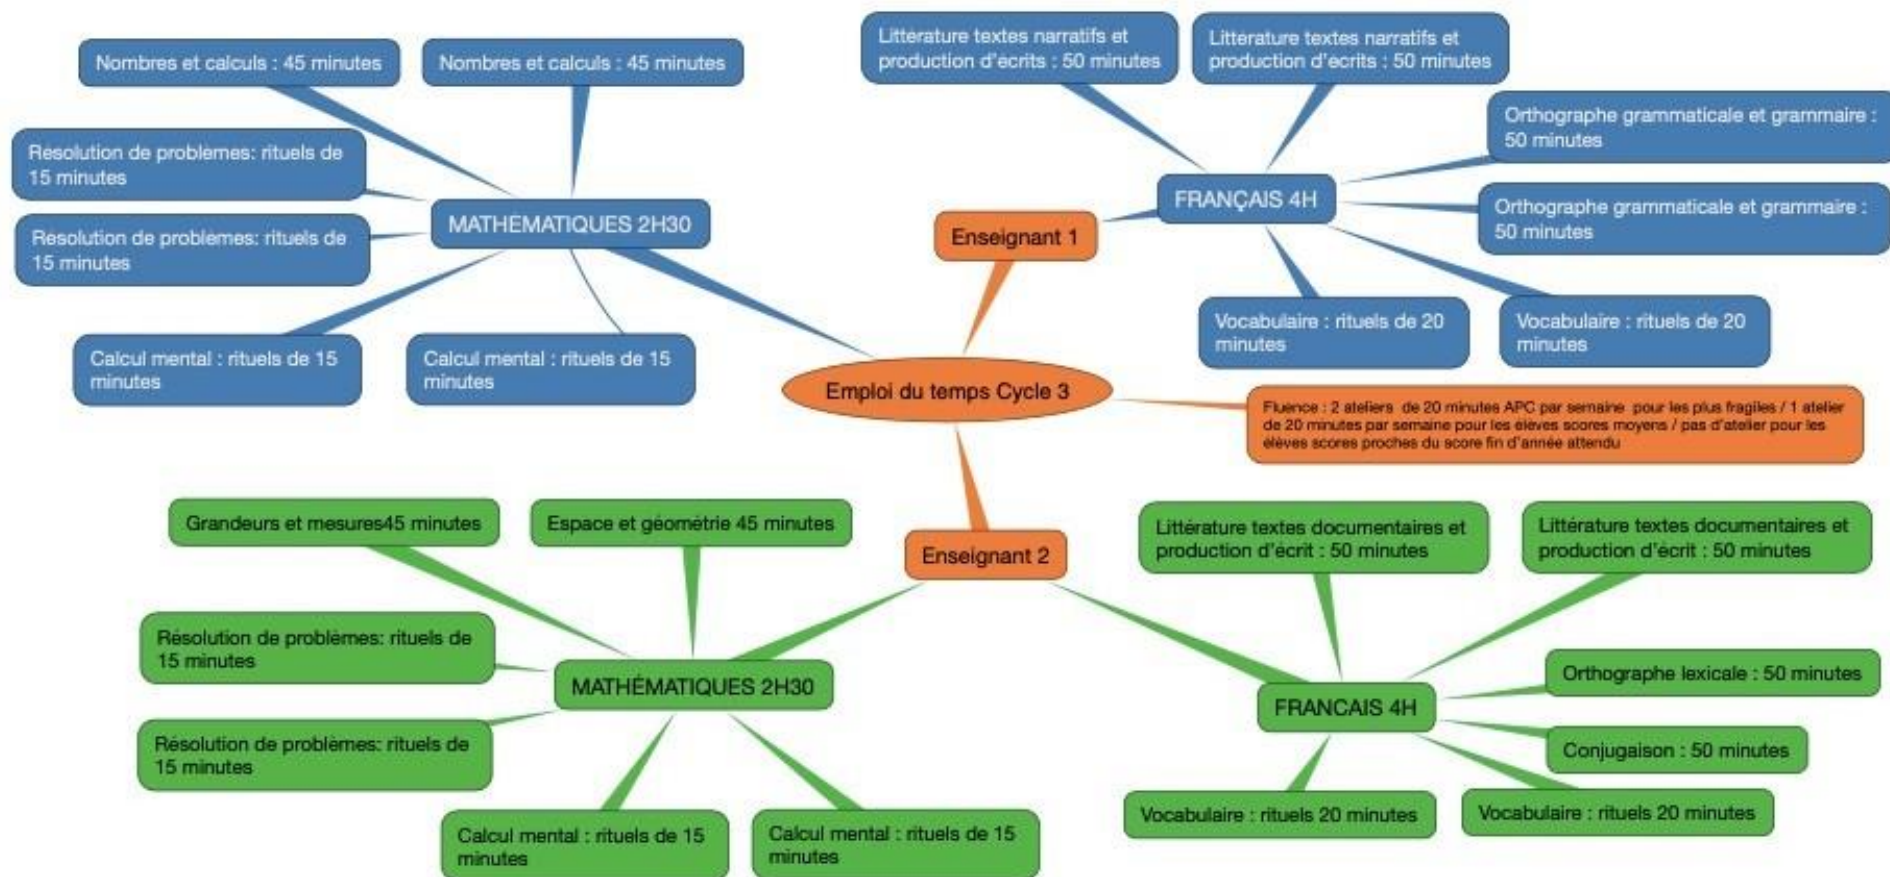 Nombres et calculs : 45 minutes
Nombres et calculs : 45 minutes
Résolution de problèmes: rituels de
15 minutes
Résolution de problèmes: rituels de
15 minutes
MATHÉMATIQUES 2H30
Calcul mental : rituels de 15
minutes
Calcul mental : rituels de 15
minutes
Littérature textes narratifs et
production d'écrits : 50 minutes
Littérature textes narratifs et
production d'écrits : 50 minutes
Orthographe grammaticale et grammaire :
50 minutes
FRANÇAIS 4H
Orthographe grammaticale et grammaire :
50 minutes
Enseignant 1
Vocabulaire : rituels de 20
minutes
Vocabulaire : rituels de 20
minutes
Emploi du temps Cycle 3
Fluence : 2 ateliers de 20 minutes APC par semaine pour les plus fragiles / 1 atelier
de 20 minutes par semaine pour les élèves scores moyens / pas d'atelier pour les
élèves scores proches du score fin d'année attendu
Enseignant 2
Grandeurs et mesures45 minutes
Espace et géométrie 45 minutes
Résolution de problèmes: rituels de
15 minutes
MATHÉMATIQUES 2H30
Résolution de problèmes: rituels de
15 minutes
Calcul mental : rituels de 15
minutes
Calcul mental : rituels de 15
minutes
Littérature textes documentaires et
production d'écrit : 50 minutes
Littérature textes documentaires et
production d'écrit : 50 minutes
Orthographe lexicale : 50 minutes
FRANCAIS 4H
Conjugaison : 50 minutes
Vocabulaire : rituels 20 minutes
Vocabulaire : rituels 20 minutes